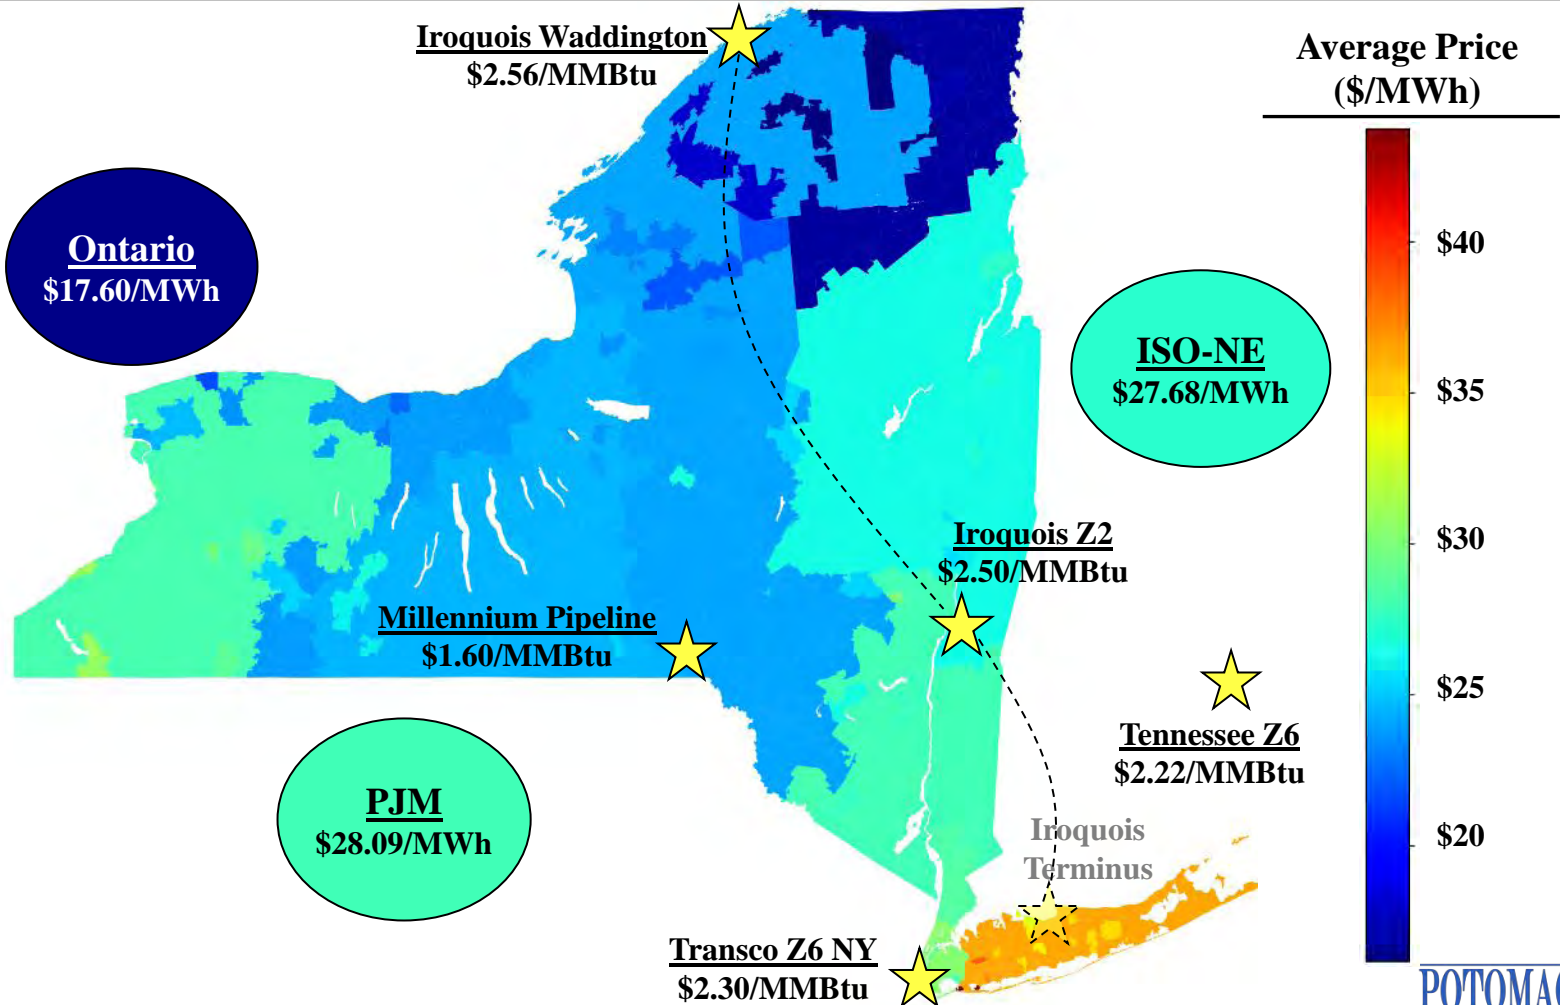 Iroquois Waddington
$2.56/MMBtu
Average Price
($/MWh)
Ontario
$17.60/MWh
$40
ISO-NE
$27.68/MWh
$35
Iroquois Z2
$2.50/MMBtu
$30
Millennium Pipeline
$1.60/MMBtu
$25
Tennessee Z6
$2.22/MMBtu
PJM
$28.09/MWh
Iroquois
Terminus
$20
Transco Z6 NY
$2.30/MMBtu
POTOMAC